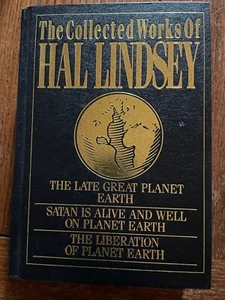 The Collected Works Of
HAL LINDSEY
THE LATE GREAT PLANET
EARTH
SATAN IS ALIVE AND WELL
ON PLANET EARTH
THE LIBERATION
OF PLANET EARTH